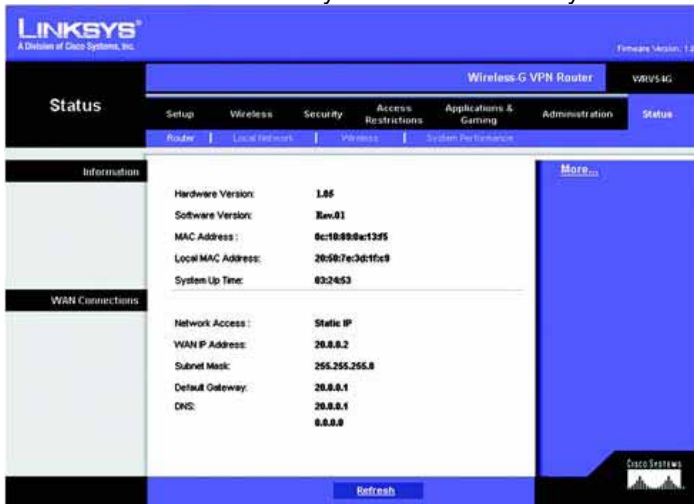 LINKSYS®
A Division of Cisco Systems, Inc.
Firmware Version: 1.0
Wireless-G VPN Router
WRV54G
Status
Setup
Wireless
Security
Access Restrictions
Applications & Gaming
Administration
Status
Router
Local Network
Wireless
System Performance
Information
More...
Hardware Version:
Software Version: Rev.01
MAC Address :
Local MAC Address:
System Up Time: 03:24:53
WAN Connections
Network Access : Static IP
WAN IP Address: 20.0.0.2
Subnet Mask: 255.255.255.0
Default Gateway: 20.0.0.1
DNS: 20.0.0.1
0.0.0.0
Refresh
CISCO SYSTEMS